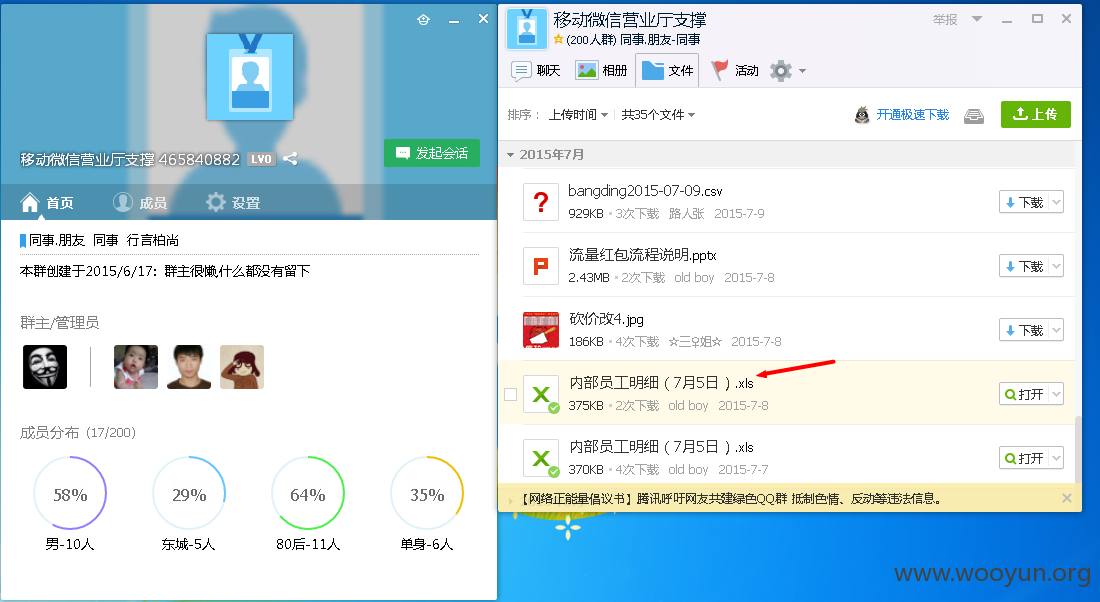 移动微信营业厅支撑 465840882 LV0
发起会话
首页 成员 设置
同事.朋友 同事 行言柏尚
本群创建于2015/6/17：群主很懒,什么都没有留下
群主/管理员
成员分布 (17/200)
58% 29% 64% 35%
男-10人 东城-5人 80后-11人 单身-6人
移动微信营业厅支撑
举报
(200人群) 同事.朋友-同事
聊天 相册 文件 活动
排序： 上传时间 共35个文件
开通极速下载
上传
2015年7月
bangding2015-07-09.csv
929KB • 3次下载 路人张 2015-7-9
下载
流量红包流程说明.pptx
2.43MB • 2次下载 old boy 2015-7-8
下载
砍价改4.jpg
186KB • 4次下载 ☆三♀姐☆ 2015-7-8
下载
内部员工明细（7月5日）.xls
375KB • 2次下载 old boy 2015-7-8
打开
内部员工明细（7月5日）.xls
370KB • 4次下载 old boy 2015-7-7
打开
【网络正能量倡议书】腾讯呼吁网友共建绿色QQ群 抵制色情、反动等违法信息。
www.wooyun.org